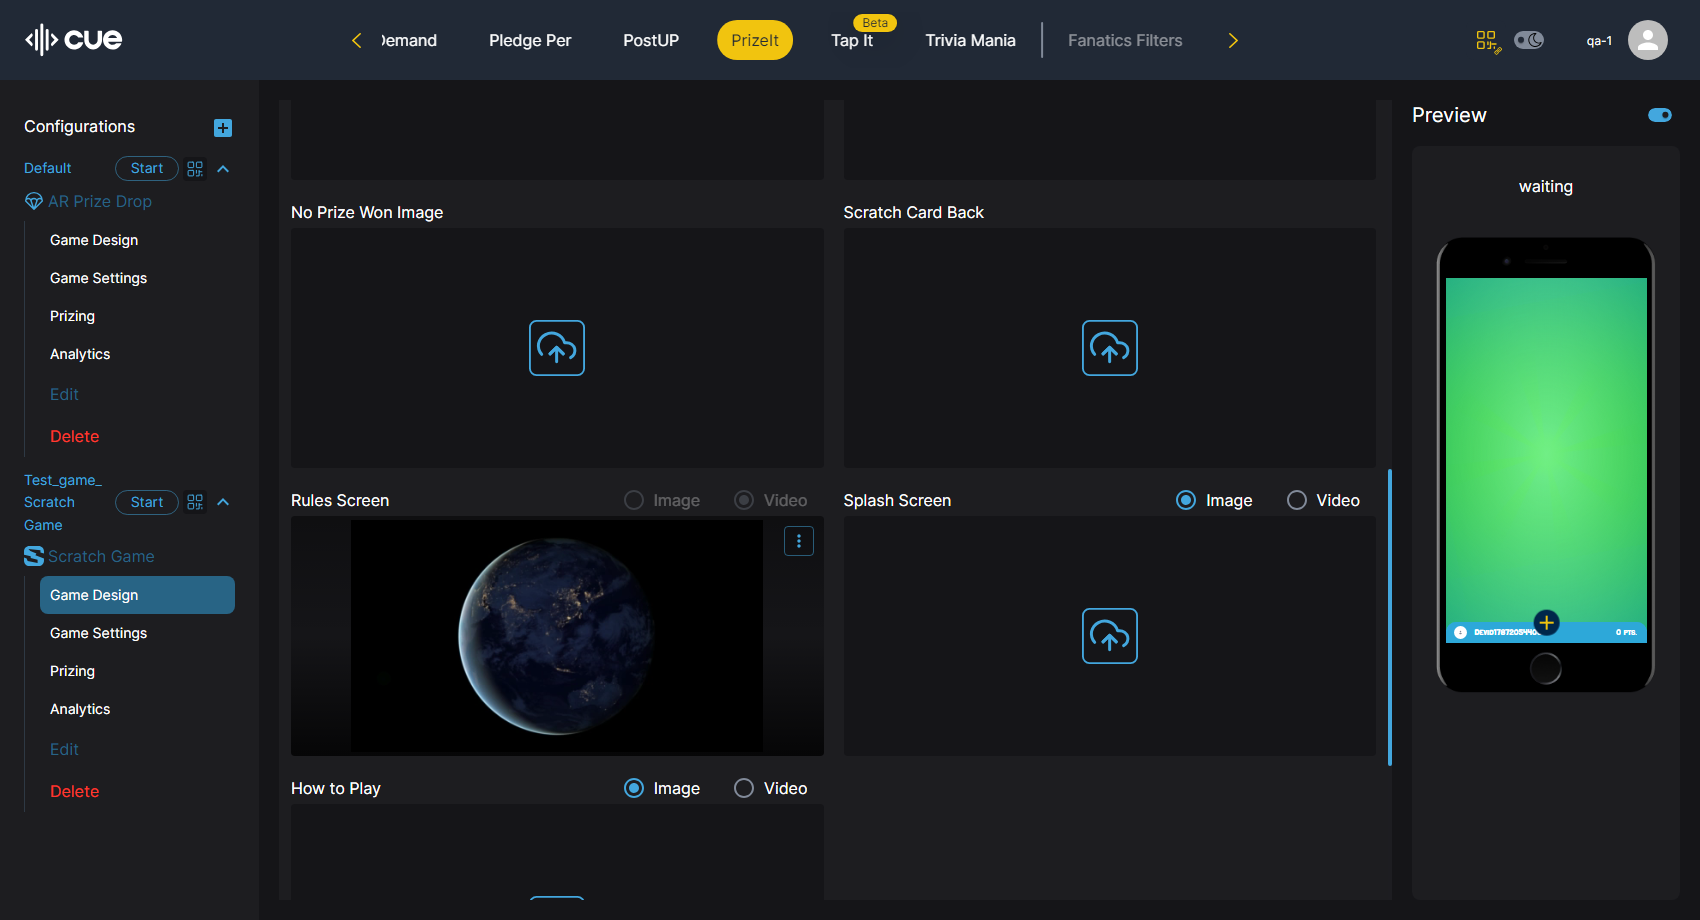 cue
Demand
Pledge Per
PostUP
PrizeIt
Beta
Tap It
Trivia Mania
Fanatics Filters
qa-1
Configurations
Default
Start
AR Prize Drop
Game Design
Game Settings
Prizing
Analytics
Edit
Delete
Test_game_
Scratch
Game
Start
Scratch Game
Game Design
Game Settings
Prizing
Analytics
Edit
Delete
No Prize Won Image
Scratch Card Back
Rules Screen
Image
Video
Splash Screen
Image
Video
How to Play
Image
Video
Preview
waiting
0 PTS.